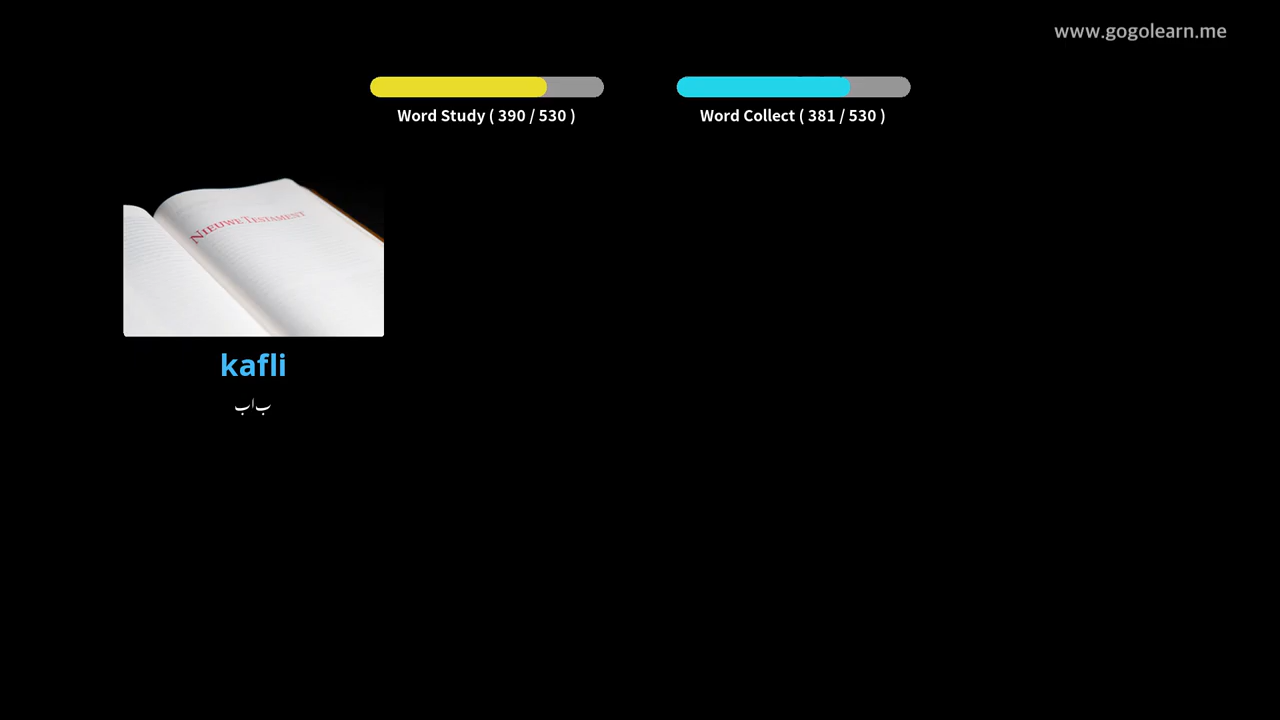 www.gogolearn.me
Word Study ( 390 / 530 )
Word Collect ( 381 / 530 )
NIEUWE TESTAMENT
kafli
باب